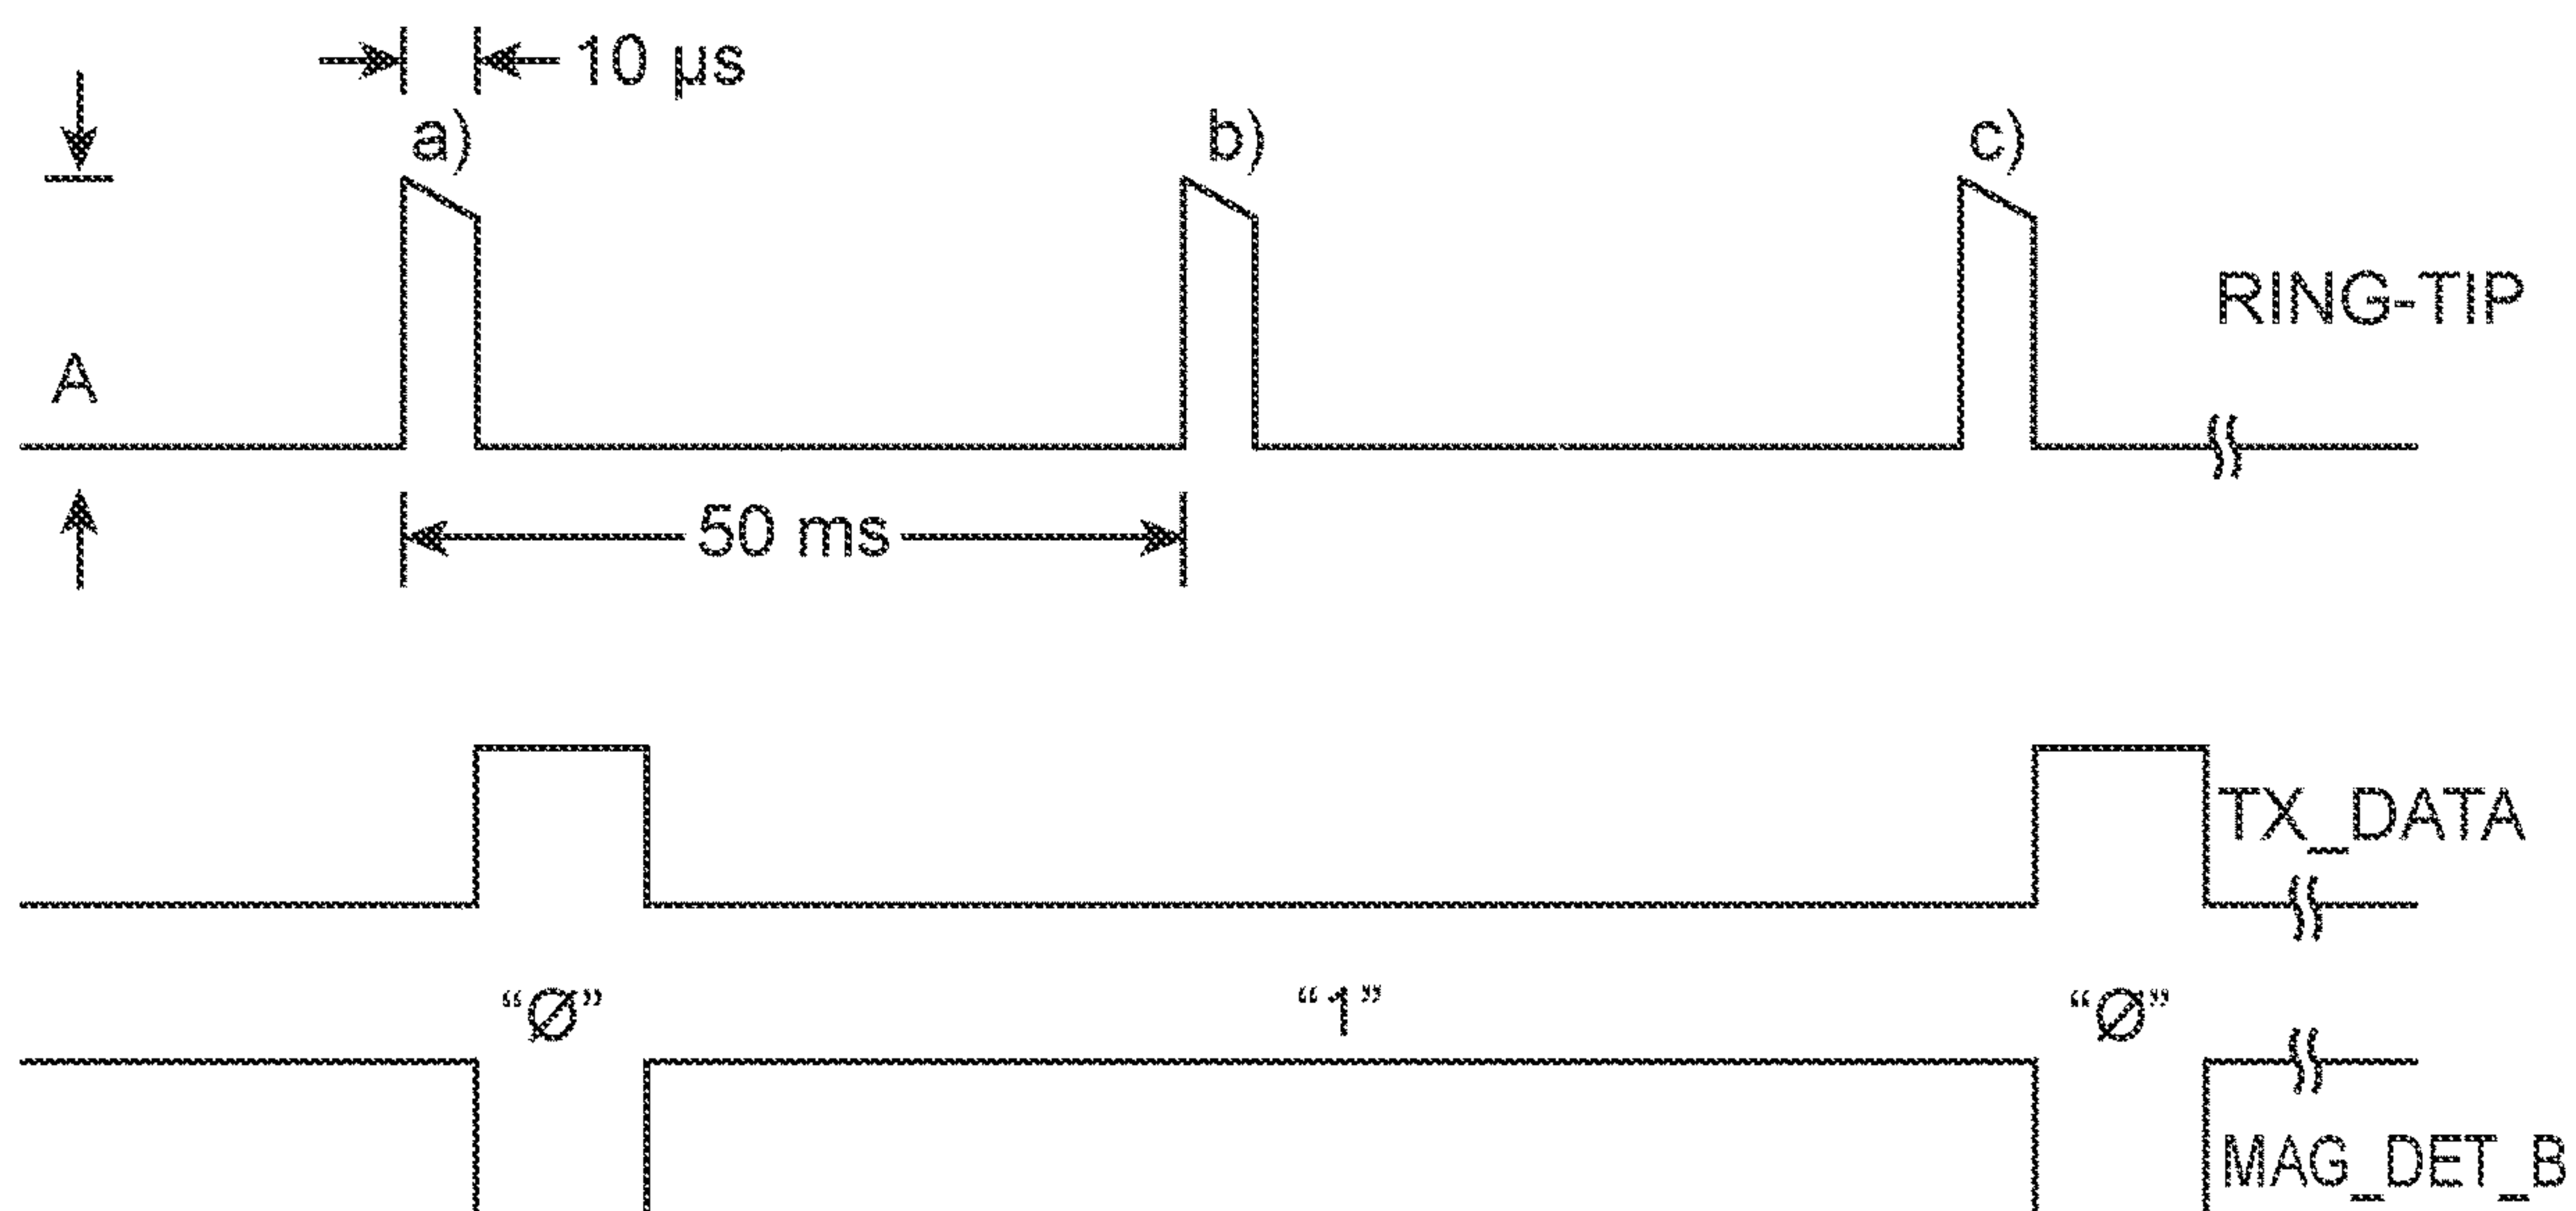 10 µs
a)
b)
c)
RING-TIP
A
50 ms
TX_DATA
“Ø”
“1”
“Ø”
MAG_DET_B